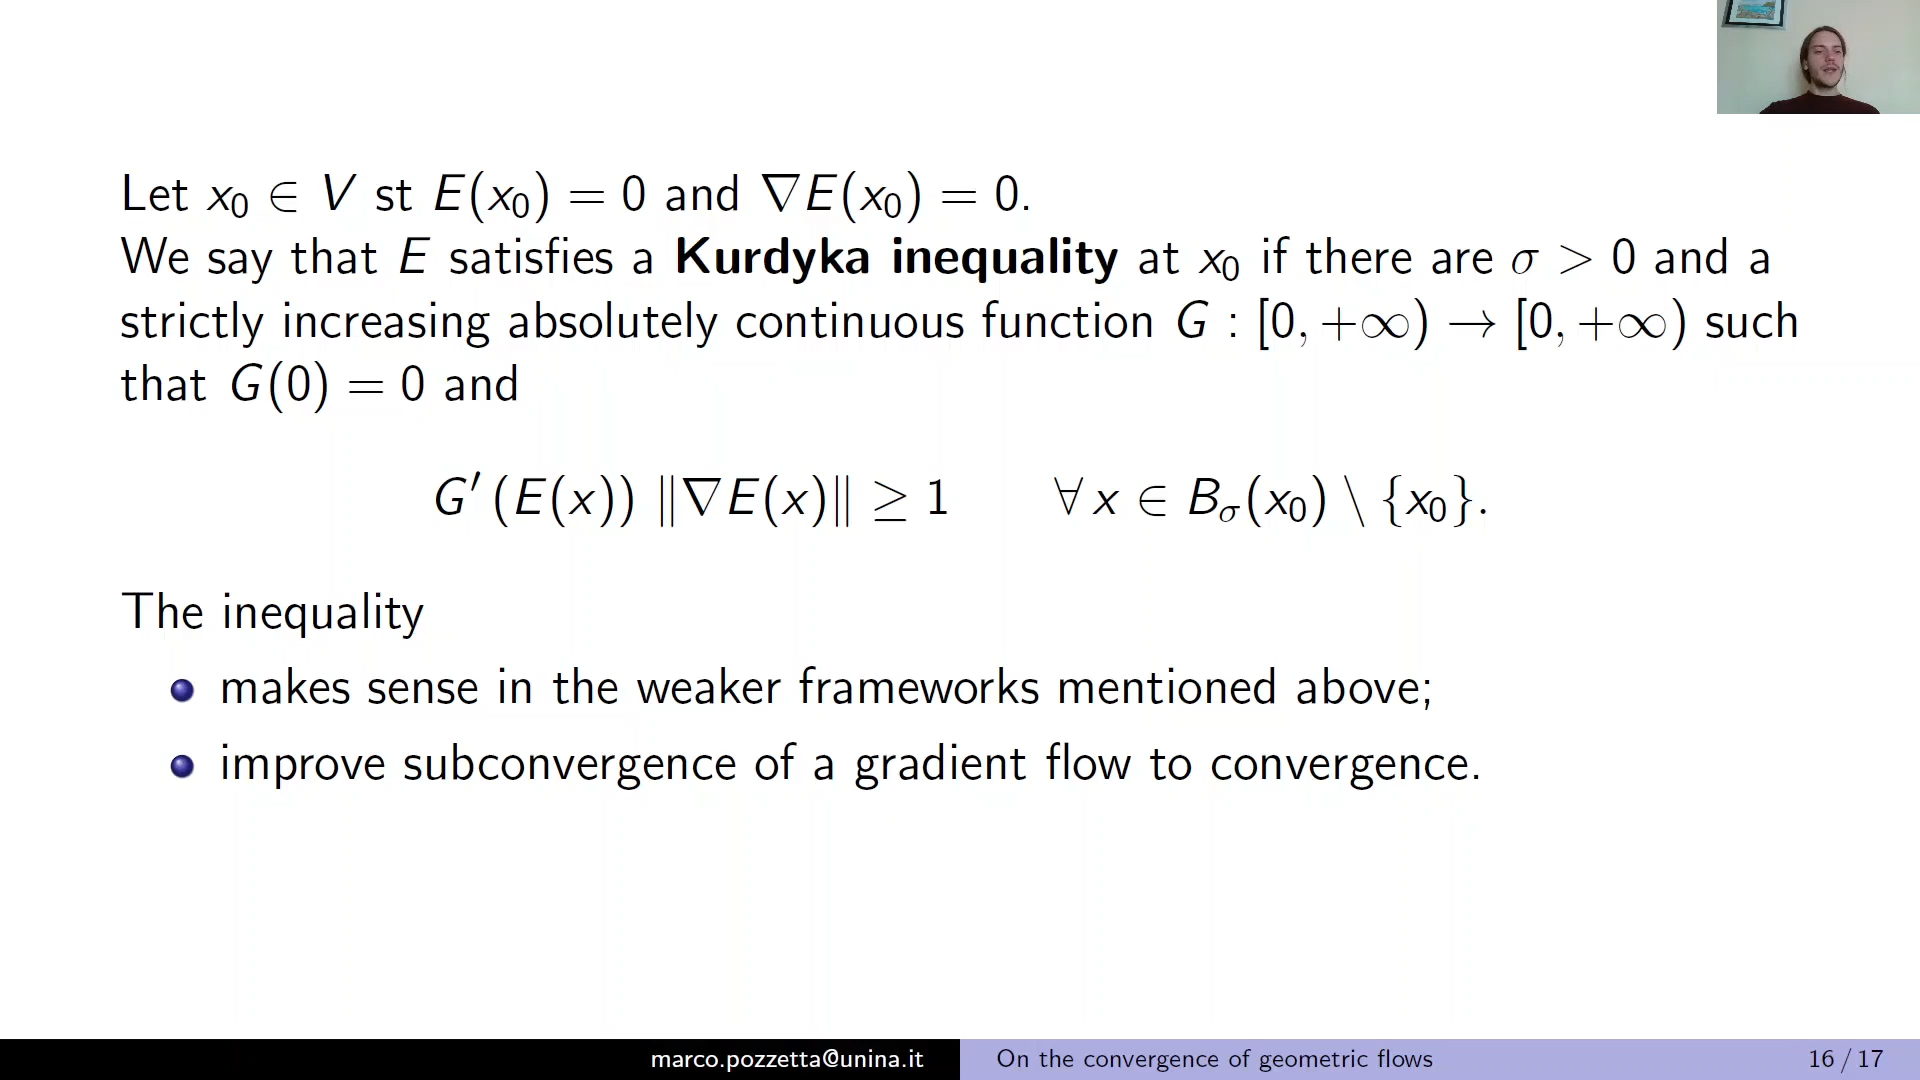 Let x₀ ∈ V st E(x₀) = 0 and ∇E(x₀) = 0.
We say that E satisfies a Kurdyka inequality at x₀ if there are σ > 0 and a
strictly increasing absolutely continuous function G : [0, +∞) → [0, +∞) such
that G(0) = 0 and
G′ (E(x)) ‖∇E(x)‖ ≥ 1 ∀ x ∈ B_σ(x₀) \ {x₀}.
The inequality
• makes sense in the weaker frameworks mentioned above;
• improve subconvergence of a gradient flow to convergence.
marco.pozzetta@unina.it On the convergence of geometric flows 16 / 17